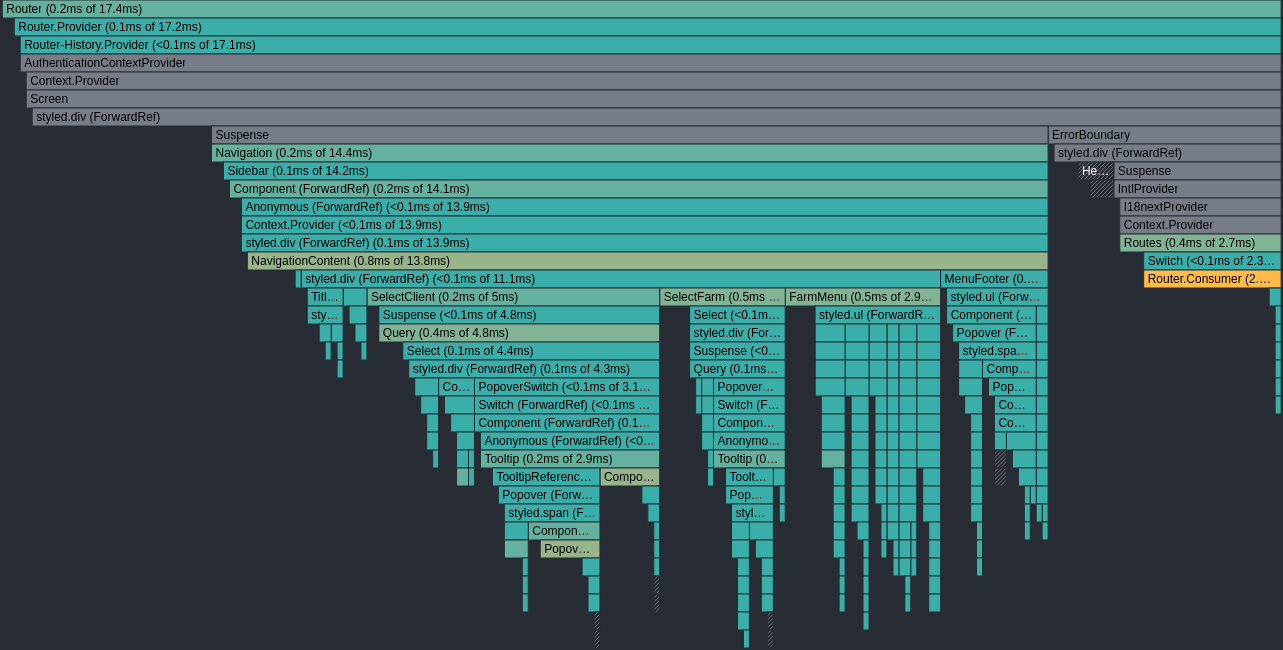 Router (0.2ms of 17.4ms)
Router.Provider (0.1ms of 17.2ms)
Router-History.Provider (<0.1ms of 17.1ms)
AuthenticationContextProvider
Context.Provider
Screen
styled.div (ForwardRef)
Suspense ErrorBoundary
Navigation (0.2ms of 14.4ms) styled.div (ForwardRef)
Sidebar (0.1ms of 14.2ms) He… Suspense
Component (ForwardRef) (0.2ms of 14.1ms) IntlProvider
Anonymous (ForwardRef) (<0.1ms of 13.9ms) I18nextProvider
Context.Provider (<0.1ms of 13.9ms) Context.Provider
styled.div (ForwardRef) (0.1ms of 13.9ms) Routes (0.4ms of 2.7ms)
NavigationContent (0.8ms of 13.8ms) Switch (<0.1ms of 2.3…
styled.div (ForwardRef) (<0.1ms of 11.1ms) MenuFooter (0.… Router.Consumer (2.…
Titl… SelectClient (0.2ms of 5ms) SelectFarm (0.5ms … FarmMenu (0.5ms of 2.9… styled.ul (Forw…
sty… Suspense (<0.1ms of 4.8ms) Select (<0.1m… styled.ul (ForwardR… Component (…
Query (0.4ms of 4.8ms) styled.div (For… Popover (F…
Select (0.1ms of 4.4ms) Suspense (<0… styled.spa…
styled.div (ForwardRef) (0.1ms of 4.3ms) Query (0.1ms… Comp…
Co… PopoverSwitch (<0.1ms of 3.1… Popover… Pop…
Switch (ForwardRef) (<0.1ms … Switch (F… Co…
Component (ForwardRef) (0.1… Compon… Co…
Anonymous (ForwardRef) (<0… Anonymo…
Tooltip (0.2ms of 2.9ms) Tooltip (0…
TooltipReferenc… Compo… Toolt…
Popover (Forw… Pop…
styled.span (F… styl…
Compon…
Popov…